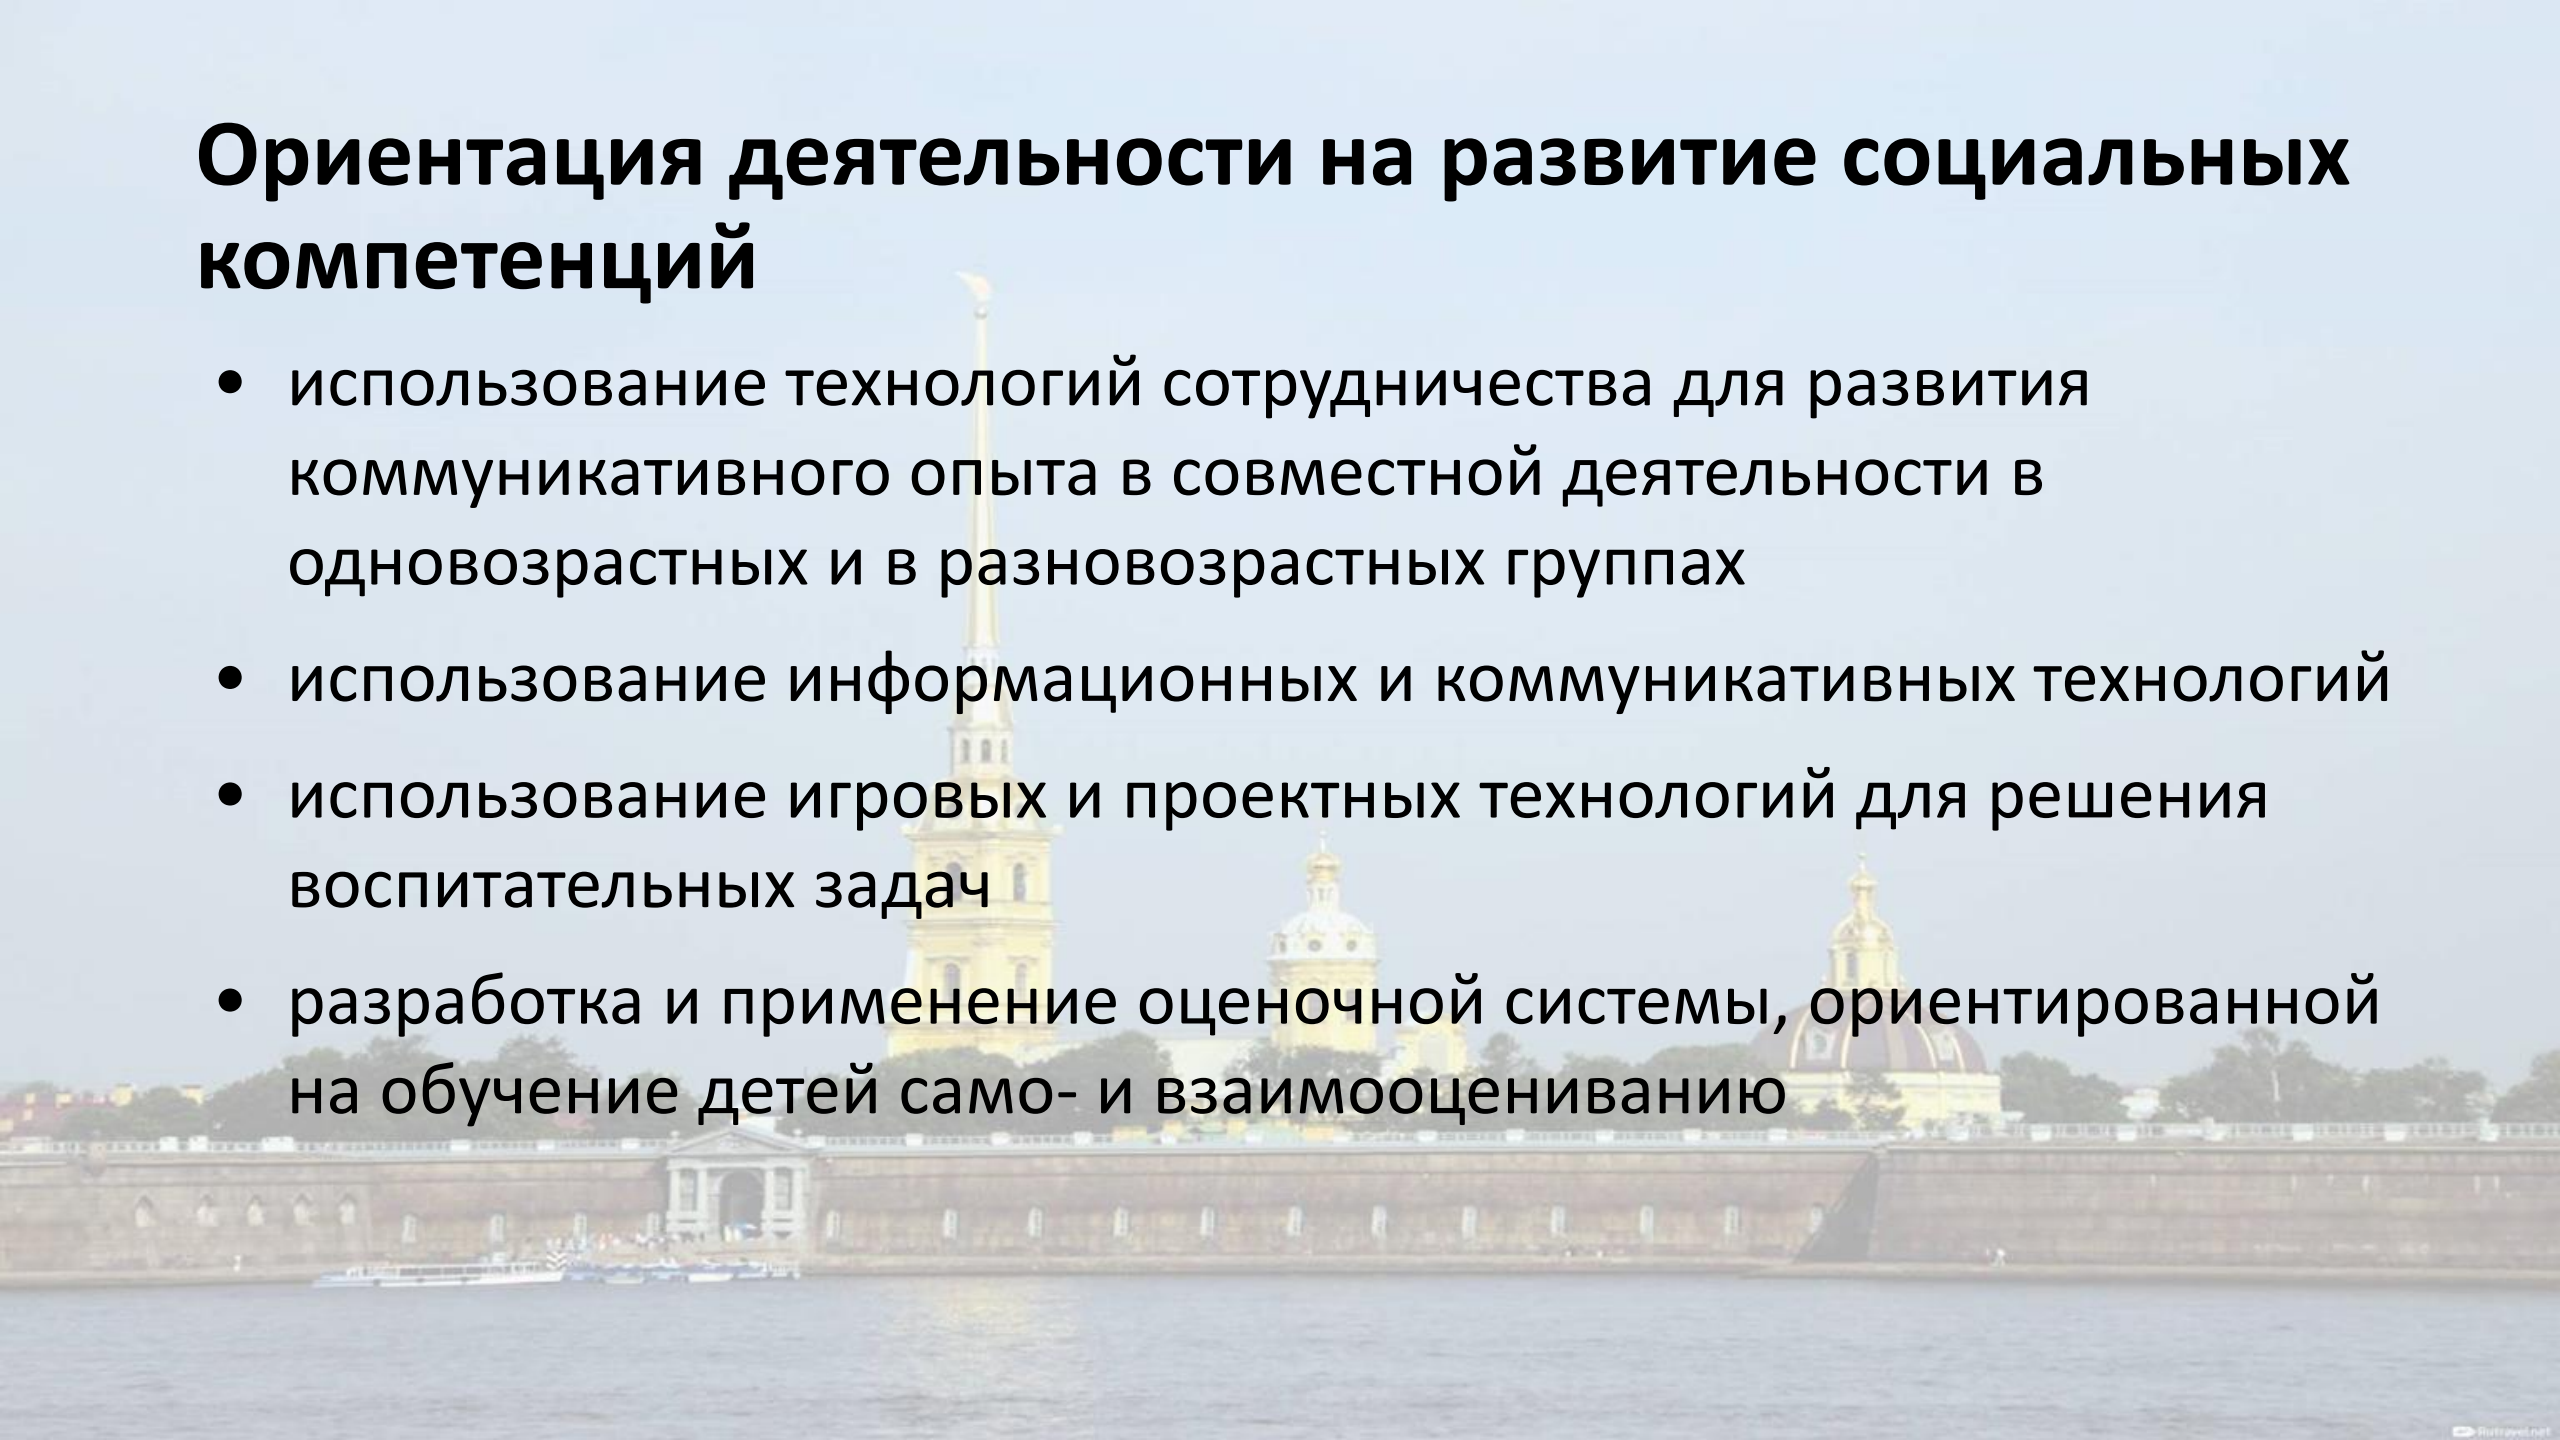 Ориентация деятельности на развитие социальных
компетенций
• использование технологий сотрудничества для развития
коммуникативного опыта в совместной деятельности в
одновозрастных и в разновозрастных группах
• использование информационных и коммуникативных технологий
• использование игровых и проектных технологий для решения
воспитательных задач
• разработка и применение оценочной системы, ориентированной
на обучение детей само- и взаимооцениванию
Rutravel.net